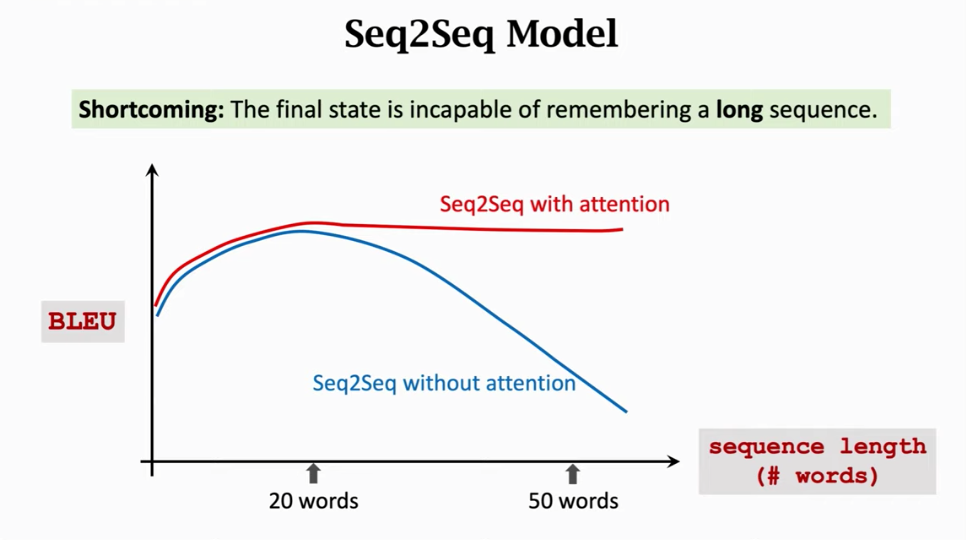 Seq2Seq Model
Shortcoming: The final state is incapable of remembering a long sequence.
Seq2Seq with attention
BLEU
Seq2Seq without attention
sequence length
(# words)
20 words
50 words